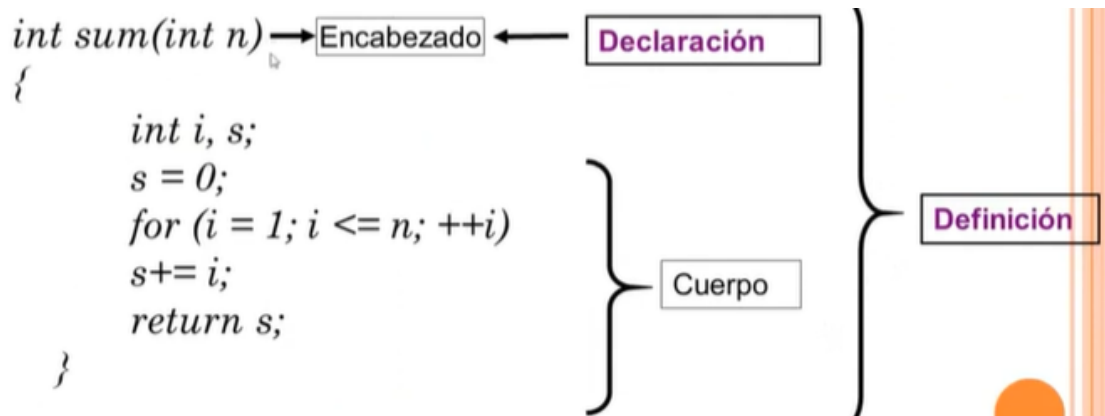 int sum(int n) Encabezado Declaración
{
int i, s;
s = 0;
for (i = 1; i <= n; ++i)
s+= i;
return s;
}
Cuerpo
Definición